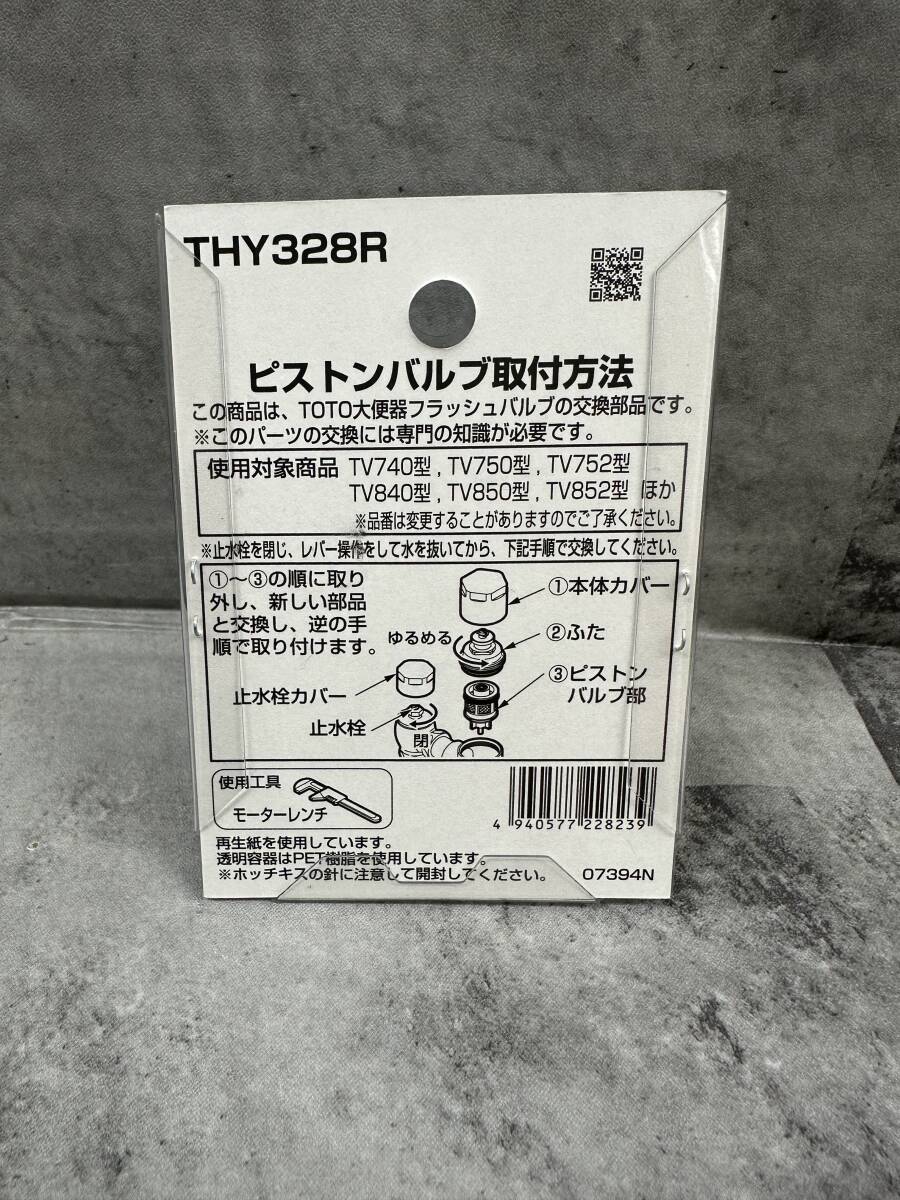 THY328R
ピストンバルブ取付方法
この商品は、TOTO大便器フラッシュバルブの交換部品です。
※このパーツの交換には専門の知識が必要です。
使用対象商品 TV740型 , TV750型 , TV752型
TV840型 , TV850型 , TV852型 ほか
※品番は変更することがありますのでご了承ください。
※止水栓を閉じ、レバー操作をして水を抜いてから、下記手順で交換してください。
①～③の順に取り
外し、新しい部品
と交換し、逆の手
順で取り付けます。
①本体カバー
ゆるめる
②ふた
③ピストン
バルブ部
止水栓カバー
止水栓
閉
使用工具
モーターレンチ
4 940577 228239
再生紙を使用しています。
透明容器はPET樹脂を使用しています。
※ホッチキスの針に注意して開封してください。
07394N